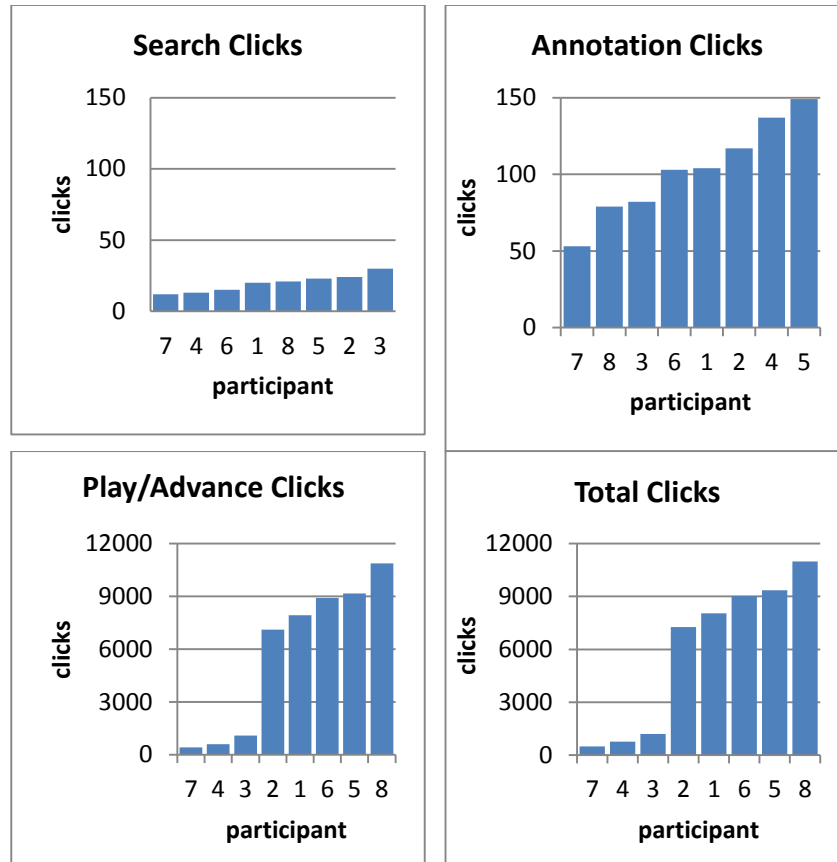 Search Clicks
150
100
50
0
clicks
7 4 6 1 8 5 2 3
participant
Annotation Clicks
150
100
50
0
clicks
7 8 3 6 1 2 4 5
participant
Play/Advance Clicks
12000
9000
6000
3000
0
clicks
7 4 3 2 1 6 5 8
participant
Total Clicks
12000
9000
6000
3000
0
clicks
7 4 3 2 1 6 5 8
participant